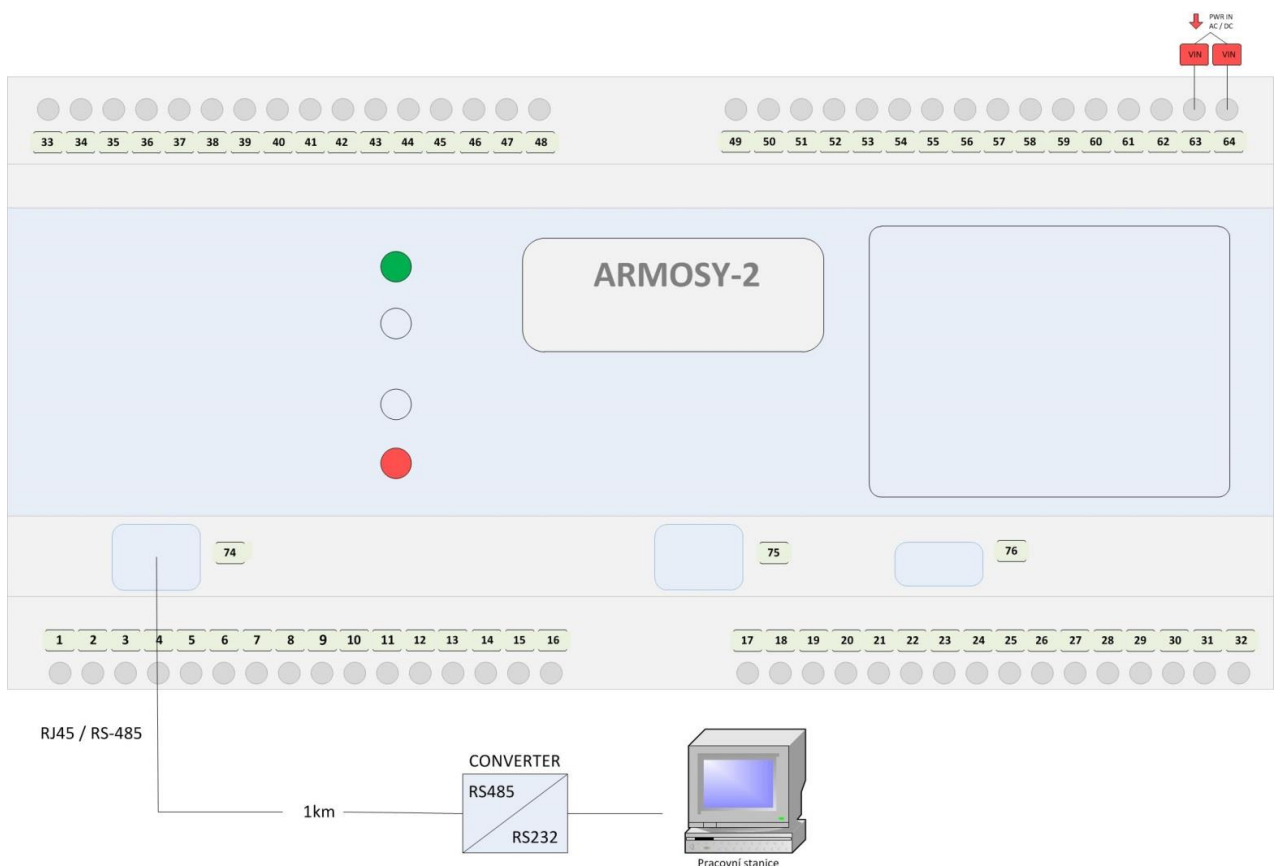 PWR IN
AC / DC
VIN VIN
33 34 35 36 37 38 39 40 41 42 43 44 45 46 47 48 49 50 51 52 53 54 55 56 57 58 59 60 61 62 63 64
ARMOSY-2
74 75 76
1 2 3 4 5 6 7 8 9 10 11 12 13 14 15 16 17 18 19 20 21 22 23 24 25 26 27 28 29 30 31 32
RJ45 / RS-485
CONVERTER
RS485
RS232
1km
Pracovní stanice